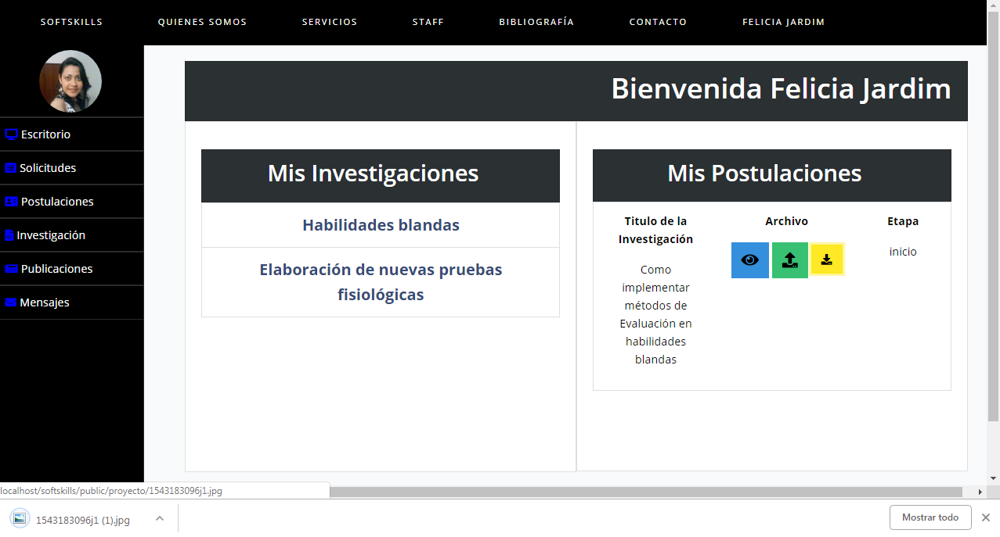 SOFTSKILLS QUIENES SOMOS SERVICIOS STAFF BIBLIOGRAFÍA CONTACTO FELICIA JARDIM
Escritorio
Solicitudes
Postulaciones
Investigación
Publicaciones
Mensajes
Bienvenida Felicia Jardim
Mis Investigaciones
Habilidades blandas
Elaboración de nuevas pruebas
fisiológicas
Mis Postulaciones
Titulo de la
Investigación
Archivo
Etapa
Como
implementar
métodos de
Evaluación en
habilidades
blandas
inicio
localhost/softskills/public/proyecto/1543183096j1.jpg
1543183096j1 (1).jpg
Mostrar todo